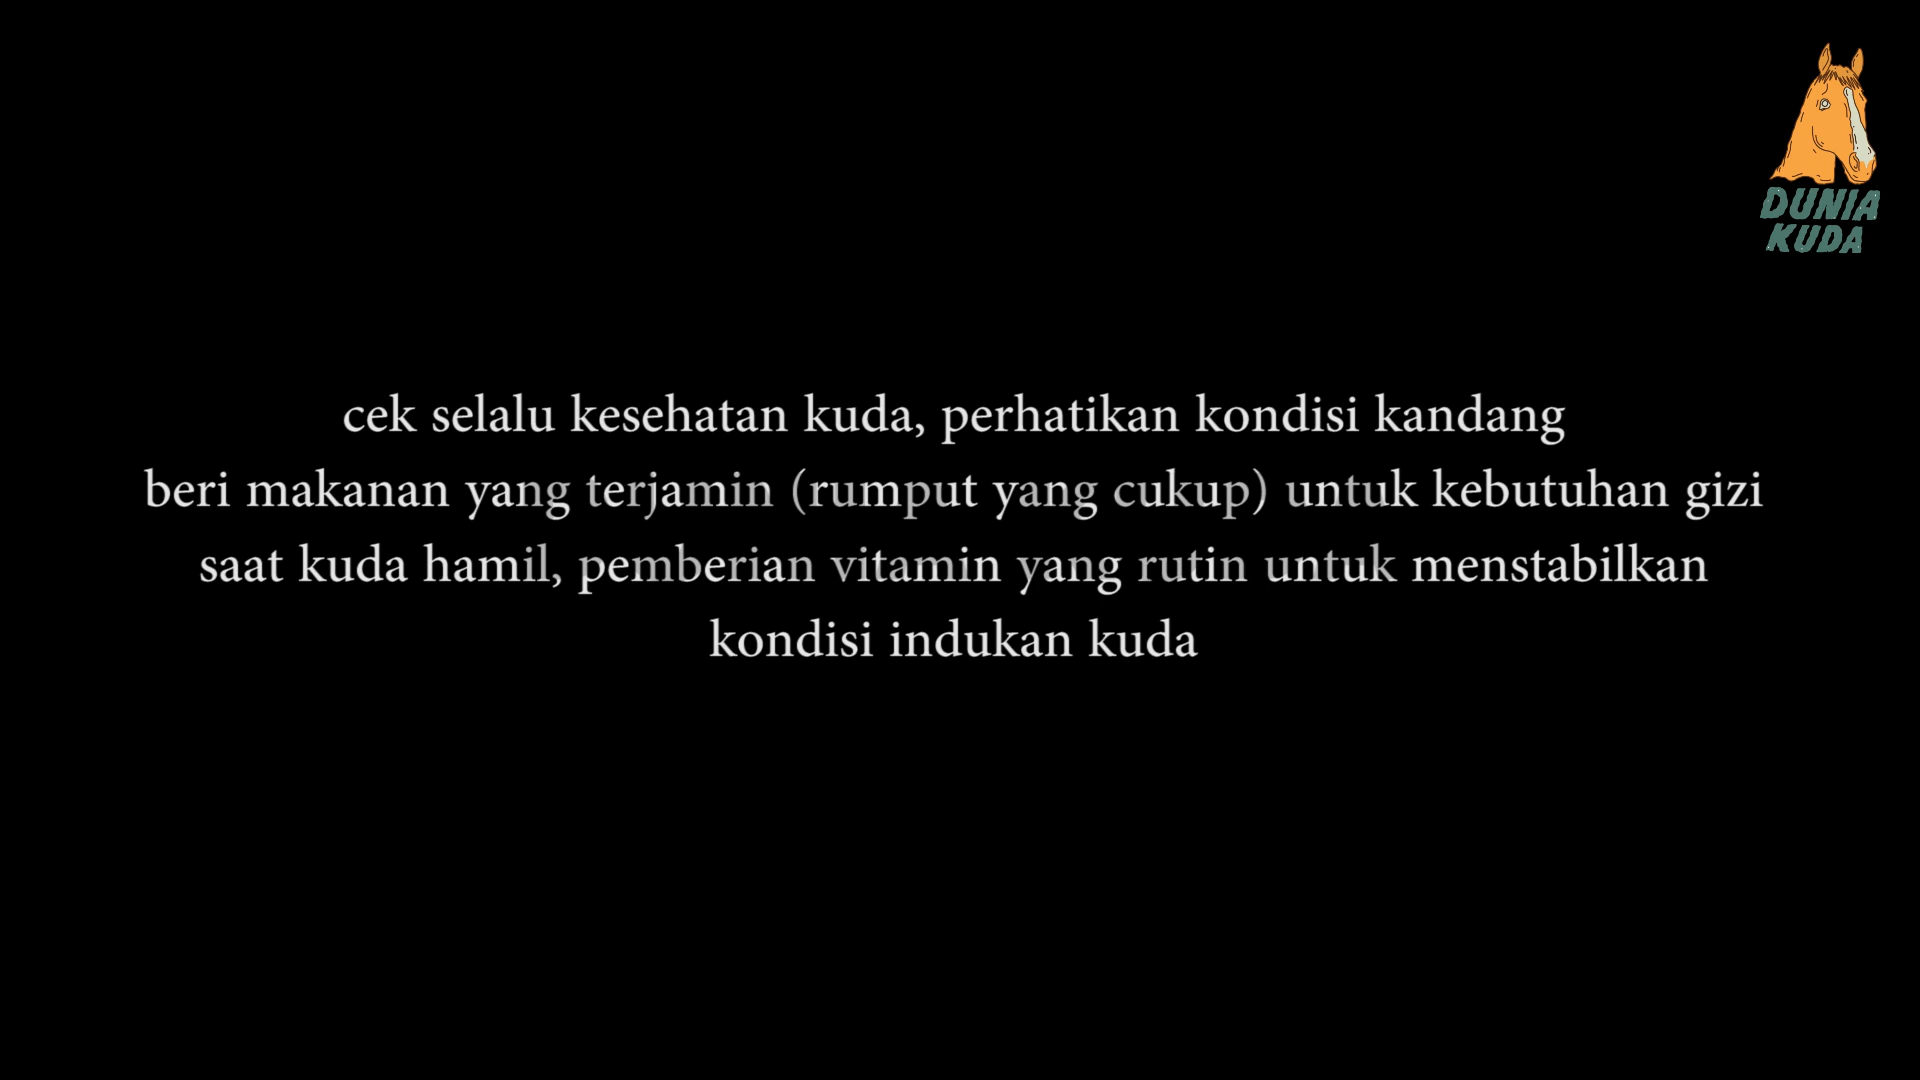 DUNIA
KUDA
cek selalu kesehatan kuda, perhatikan kondisi kandang
beri makanan yang terjamin (rumput yang cukup) untuk kebutuhan gizi
saat kuda hamil, pemberian vitamin yang rutin untuk menstabilkan
kondisi indukan kuda